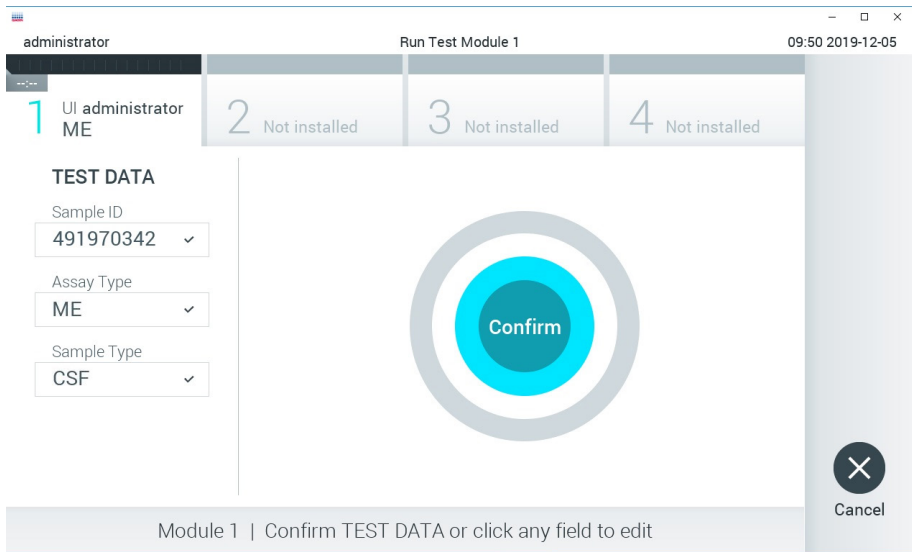 administrator Run Test Module 1 09:50 2019-12-05
--:--
1 UI administrator
ME
2 Not installed
3 Not installed
4 Not installed
TEST DATA
Sample ID
491970342
Assay Type
ME
Sample Type
CSF
Confirm
Cancel
Module 1 | Confirm TEST DATA or click any field to edit